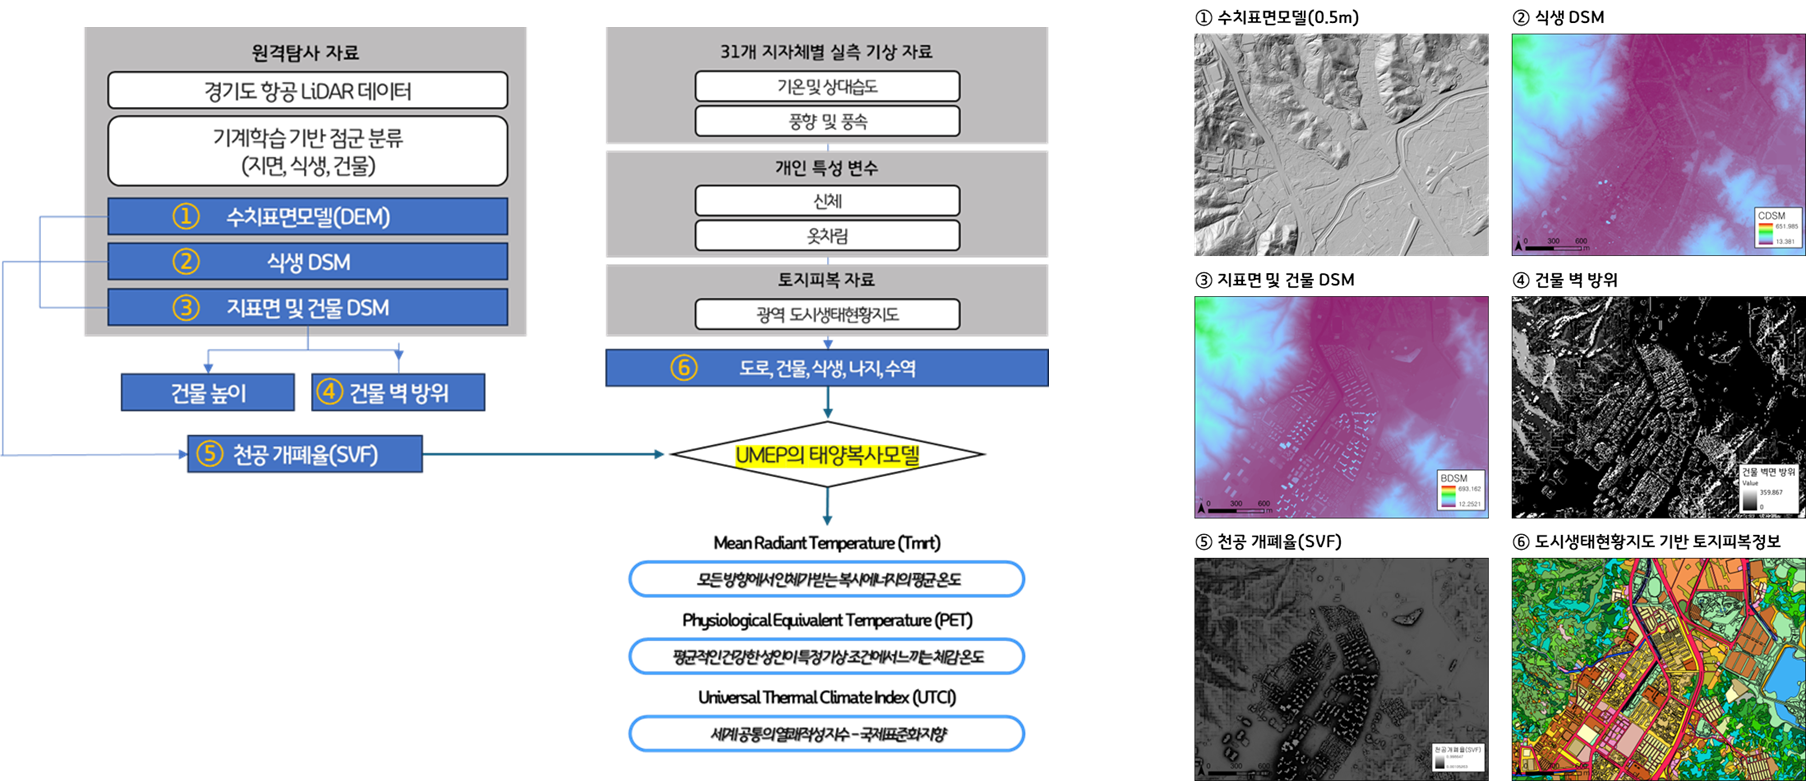 원격탐사 자료
경기도 항공 LiDAR 데이터
기계학습 기반 점군 분류
(지면, 식생, 건물)
① 수치표면모델(DEM)
② 식생 DSM
③ 지표면 및 건물 DSM
건물 높이
④ 건물 벽 방위
⑤ 천공 개폐율(SVF)
31개 지자체별 실측 기상 자료
기온 및 상대습도
풍향 및 풍속
개인 특성 변수
신체
옷차림
토지피복 자료
광역 도시생태현황지도
⑥ 도로, 건물, 식생, 나지, 수역
UMEP의 태양복사모델
Mean Radiant Temperature (Tmrt)
모든 방향에서 인체가 받는 복사에너지의 평균 온도
Physiological Equivalent Temperature (PET)
평균적인 건강한 성인이 특정 기상 조건에서 느끼는 체감 온도
Universal Thermal Climate Index (UTCI)
세계 공통의 열쾌적성 지수 – 국제표준화 지향
① 수치표면모델(0.5m)
② 식생 DSM
CDSM
651.985
13.381
0 300 600
m
③ 지표면 및 건물 DSM
BDSM
693.162
12.2521
0 300 600
m
④ 건물 벽 방위
건물 벽면 방위
Value
359.867
0
⑤ 천공 개폐율(SVF)
천공개폐율(SVF)
0 300 600
⑥ 도시생태현황지도 기반 토지피복정보